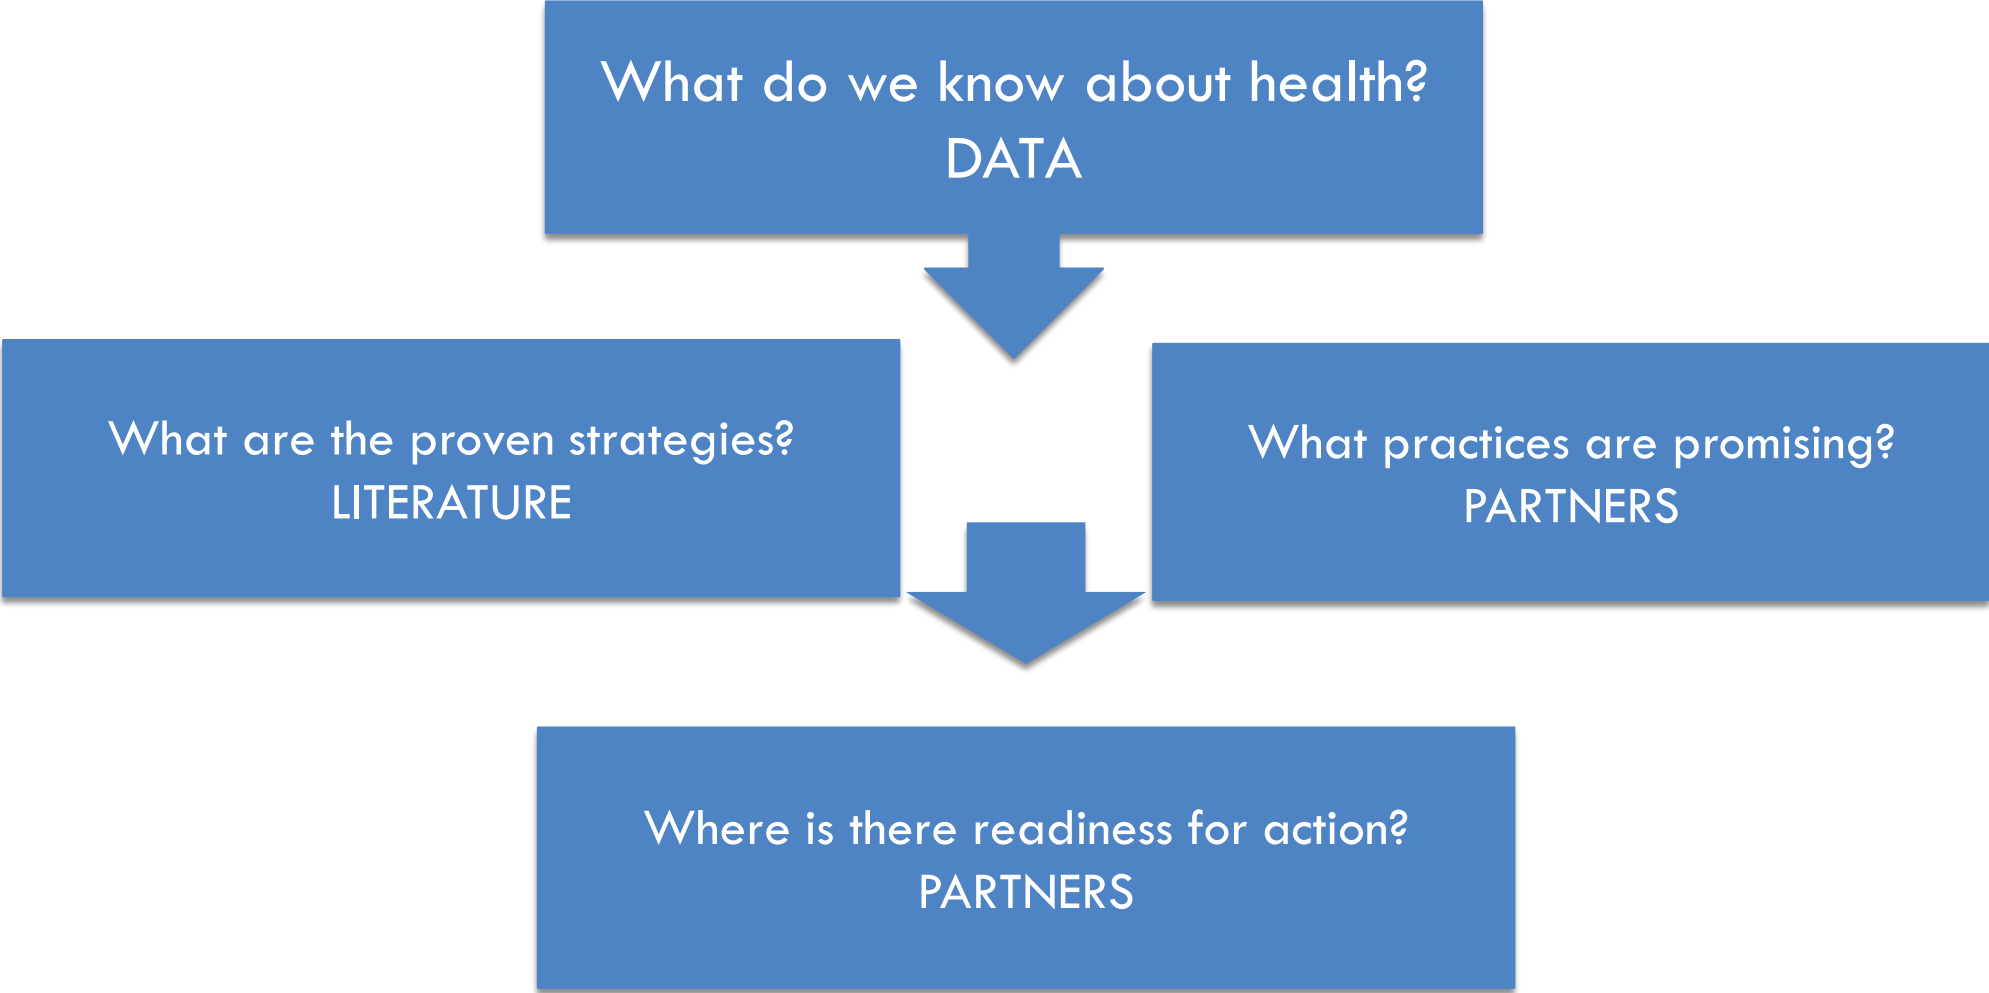 What do we know about health?
DATA
What are the proven strategies?
LITERATURE
What practices are promising?
PARTNERS
Where is there readiness for action?
PARTNERS